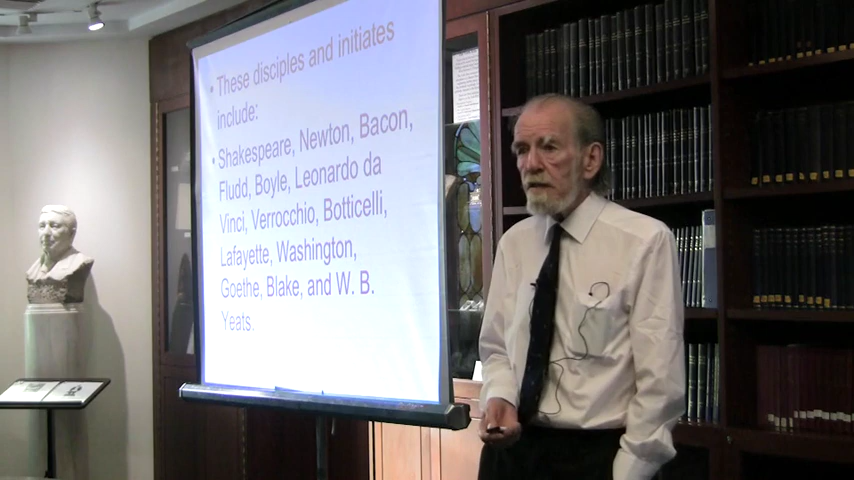 • These disciples and initiates
include:
• Shakespeare, Newton, Bacon,
Fludd, Boyle, Leonardo da
Vinci, Verrocchio, Botticelli,
Lafayette, Washington,
Goethe, Blake, and W. B.
Yeats.